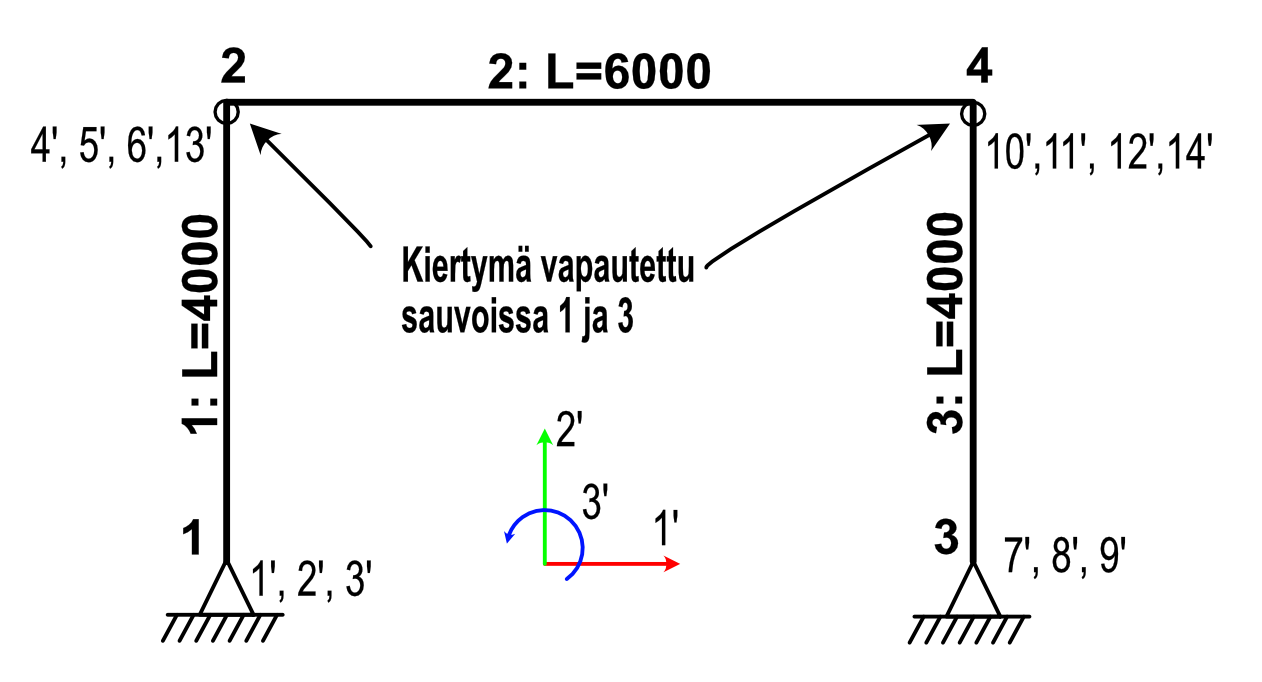 2
2: L=6000
4
4', 5', 6',13'
10',11', 12',14'
1: L=4000
Kiertymä vapautettu
sauvoissa 1 ja 3
3: L=4000
2'
3'
1'
1
1', 2', 3'
3
7', 8', 9'